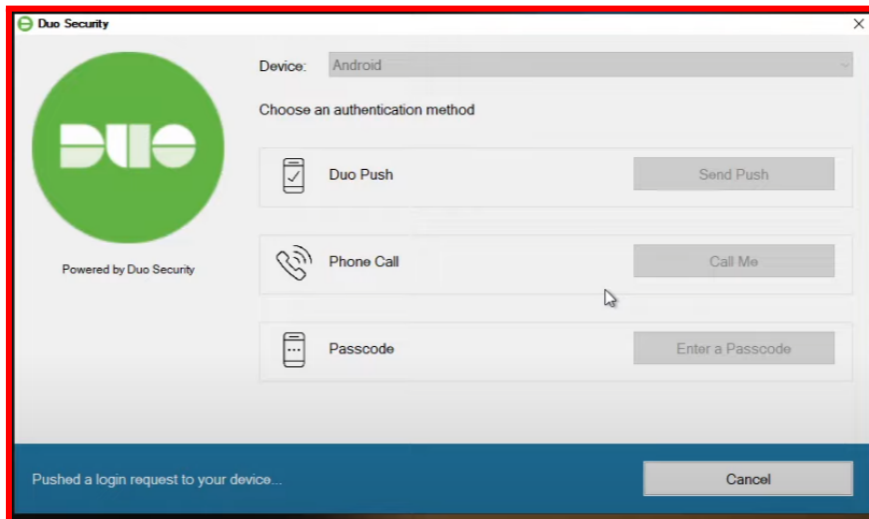 Duo Security
Device: Android
Choose an authentication method
DUO
Duo Push Send Push
Powered by Duo Security
Phone Call Call Me
Passcode Enter a Passcode
Pushed a login request to your device... Cancel